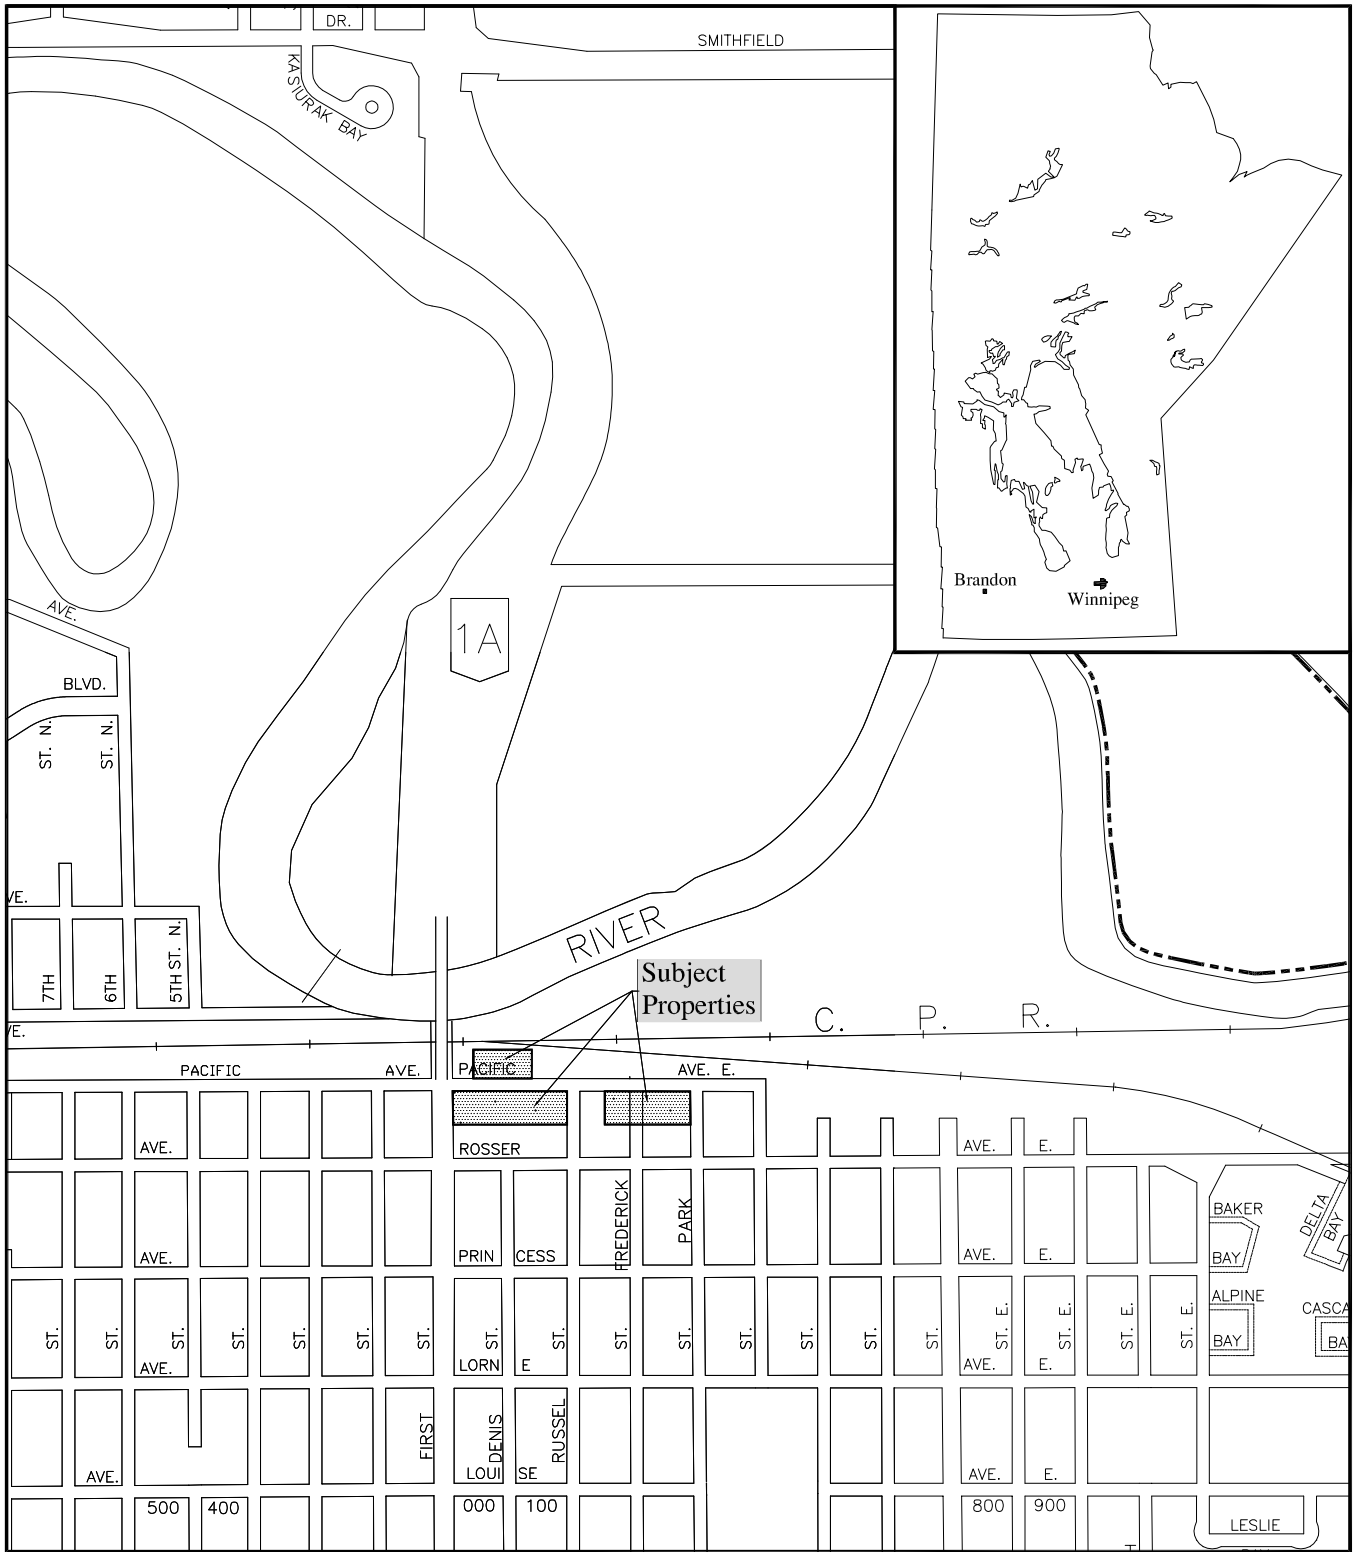 DR.
SMITHFIELD
KASIURAK BAY
Brandon
Winnipeg
AVE.
1A
BLVD.
ST. N.
ST. N.
VE.
7TH
6TH
5TH ST. N.
RIVER
Subject
Properties
C. P. R.
VE.
PACIFIC AVE.
PACIFIC AVE. E.
AVE.
ROSSER
AVE. E.
FREDERICK
PARK
BAKER
BAY
DELTA
BAY
AVE.
PRIN CESS
AVE. E.
ALPINE
BAY
CASCA
BA
ST.
ST.
ST.
ST.
ST.
ST.
ST.
ST.
ST.
ST.
ST.
ST.
ST.
ST.
ST. E.
ST. E.
ST. E.
ST. E.
AVE.
LORN E
AVE. E.
FIRST
DENIS
RUSSEL
AVE.
LOUI SE
AVE. E.
500
400
000
100
800
900
LESLIE